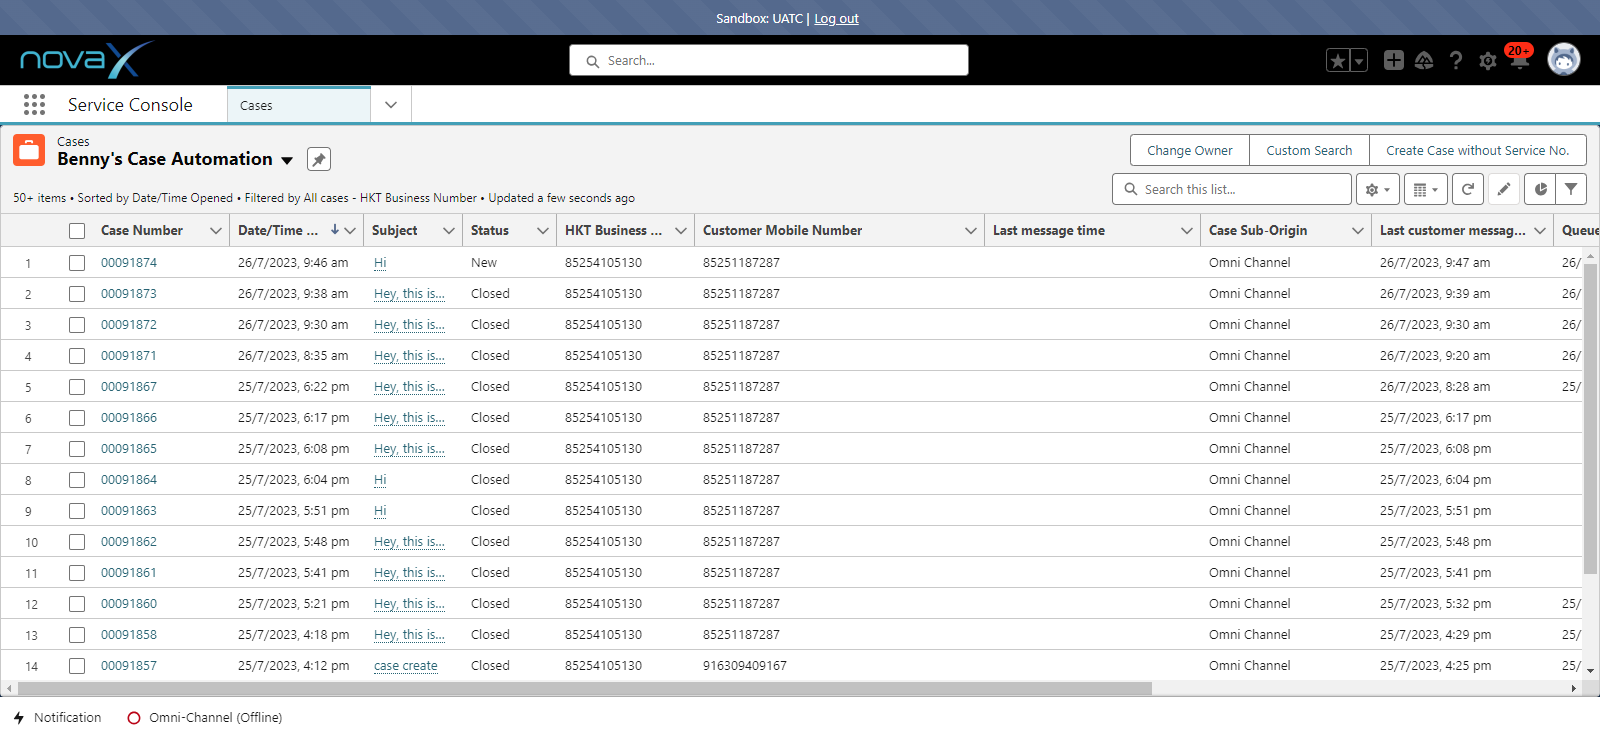 Sandbox: UATC | Log out
novaX
Search...
20+
Service Console
Cases
Cases
Benny's Case Automation
Change Owner
Custom Search
Create Case without Service No.
50+ items • Sorted by Date/Time Opened • Filtered by All cases - HKT Business Number • Updated a few seconds ago
Search this list...
Case Number Date/Time ... Subject Status HKT Business ... Customer Mobile Number Last message time Case Sub-Origin Last customer messag... Queue
1 00091874 26/7/2023, 9:46 am Hi New 85254105130 85251187287 Omni Channel 26/7/2023, 9:47 am 26/
2 00091873 26/7/2023, 9:38 am Hey, this is... Closed 85254105130 85251187287 Omni Channel 26/7/2023, 9:39 am 26/
3 00091872 26/7/2023, 9:30 am Hey, this is... Closed 85254105130 85251187287 Omni Channel 26/7/2023, 9:30 am 26/
4 00091871 26/7/2023, 8:35 am Hey, this is... Closed 85254105130 85251187287 Omni Channel 26/7/2023, 9:20 am 26/
5 00091867 25/7/2023, 6:22 pm Hey, this is... Closed 85254105130 85251187287 Omni Channel 26/7/2023, 8:28 am 25/
6 00091866 25/7/2023, 6:17 pm Hey, this is... Closed 85254105130 85251187287 Omni Channel 25/7/2023, 6:17 pm
7 00091865 25/7/2023, 6:08 pm Hey, this is... Closed 85254105130 85251187287 Omni Channel 25/7/2023, 6:08 pm
8 00091864 25/7/2023, 6:04 pm Hi Closed 85254105130 85251187287 Omni Channel 25/7/2023, 6:04 pm
9 00091863 25/7/2023, 5:51 pm Hi Closed 85254105130 85251187287 Omni Channel 25/7/2023, 5:51 pm
10 00091862 25/7/2023, 5:48 pm Hey, this is... Closed 85254105130 85251187287 Omni Channel 25/7/2023, 5:48 pm
11 00091861 25/7/2023, 5:41 pm Hey, this is... Closed 85254105130 85251187287 Omni Channel 25/7/2023, 5:41 pm
12 00091860 25/7/2023, 5:21 pm Hey, this is... Closed 85254105130 85251187287 Omni Channel 25/7/2023, 5:32 pm 25/
13 00091858 25/7/2023, 4:18 pm Hey, this is... Closed 85254105130 85251187287 Omni Channel 25/7/2023, 4:29 pm 25/
14 00091857 25/7/2023, 4:12 pm case create Closed 85254105130 916309409167 Omni Channel 25/7/2023, 4:25 pm 25/
Notification
Omni-Channel (Offline)